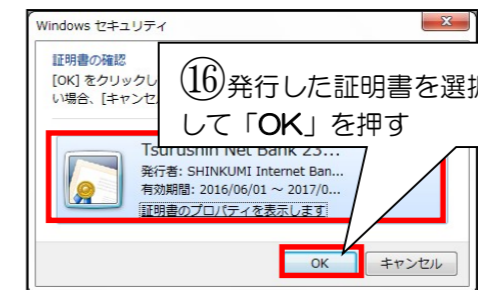 Windows セキュリティ
証明書の確認
[OK] をクリックし
い場合、[キャンセ
⑯発行した証明書を選択
して「OK」を押す
Tsurushin Net Bank 23...
発行者: SHINKUMI Internet Ban...
有効期間: 2016/06/01 ～ 2017/0...
証明書のプロパティを表示します
OK
キャンセル